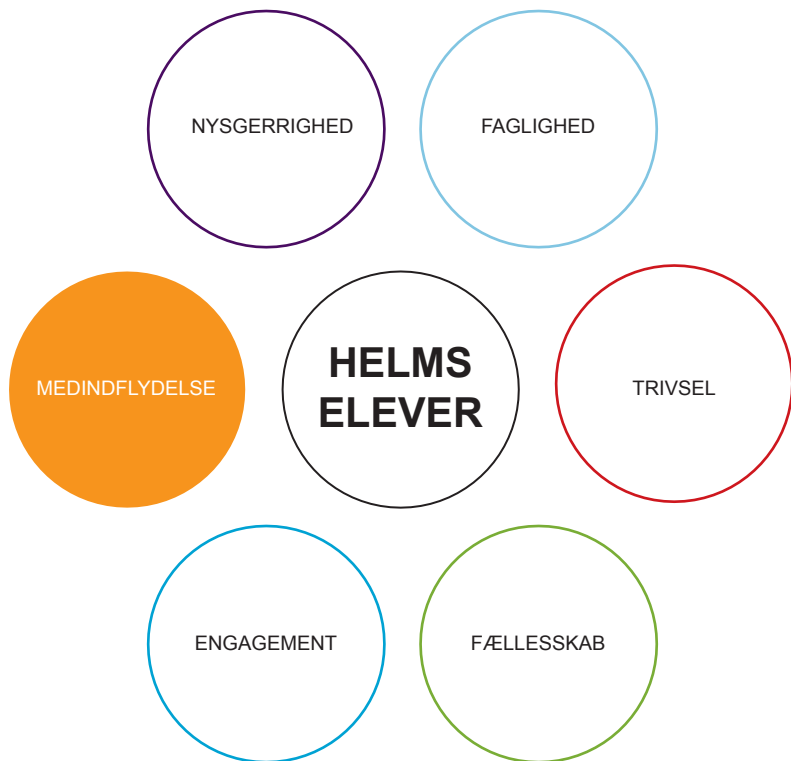 NYSGERRIGHED
FAGLIGHED
MEDINDFLYDELSE
HELMS
ELEVER
TRIVSEL
ENGAGEMENT
FÆLLESSKAB